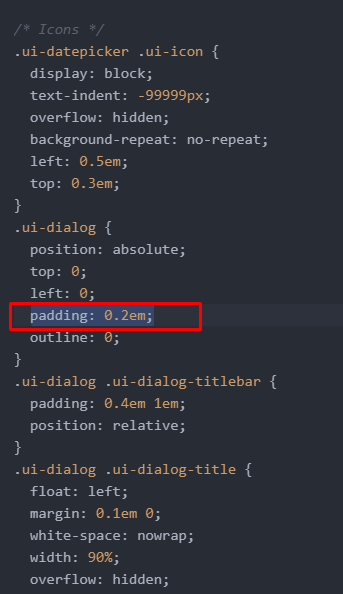 /* Icons */
.ui-datepicker .ui-icon {
display: block;
text-indent: -99999px;
overflow: hidden;
background-repeat: no-repeat;
left: 0.5em;
top: 0.3em;
}
.ui-dialog {
position: absolute;
top: 0;
left: 0;
padding: 0.2em;
outline: 0;
}
.ui-dialog .ui-dialog-titlebar {
padding: 0.4em 1em;
position: relative;
}
.ui-dialog .ui-dialog-title {
float: left;
margin: 0.1em 0;
white-space: nowrap;
width: 90%;
overflow: hidden;